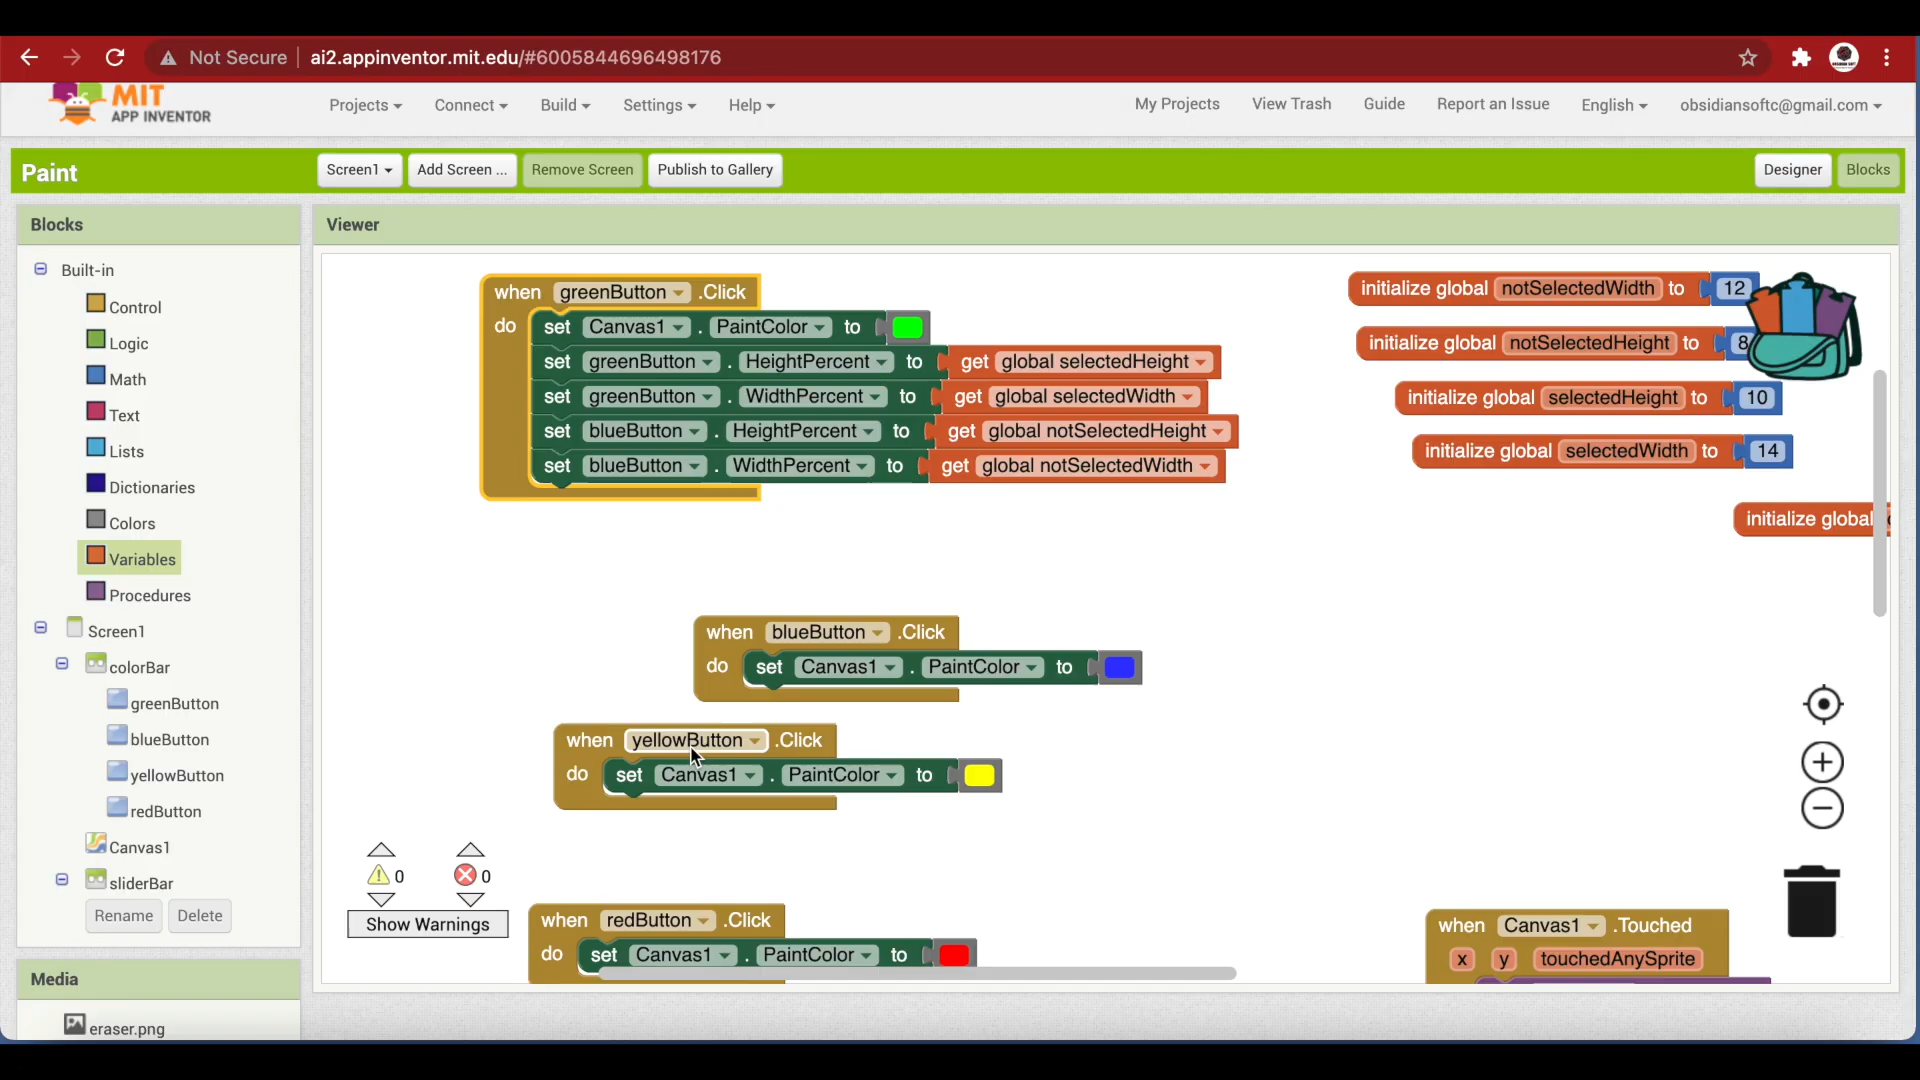 Not Secure | ai2.appinventor.mit.edu/#6005844696498176
MIT
APP INVENTOR
Projects Connect Build Settings Help My Projects View Trash Guide Report an Issue English obsidiansoftc@gmail.com
Paint Screen1 Add Screen ... Remove Screen Publish to Gallery Designer Blocks
Blocks
Built-in
Control
Logic
Math
Text
Lists
Dictionaries
Colors
Variables
Procedures
Screen1
colorBar
greenButton
blueButton
yellowButton
redButton
Canvas1
sliderBar
Rename Delete
Media
eraser.png
Viewer
when greenButton .Click
do set Canvas1 . PaintColor to
set greenButton . HeightPercent to get global selectedHeight
set greenButton . WidthPercent to get global selectedWidth
set blueButton . HeightPercent to get global notSelectedHeight
set blueButton . WidthPercent to get global notSelectedWidth
initialize global notSelectedWidth to 12
initialize global notSelectedHeight to 8
initialize global selectedHeight to 10
initialize global selectedWidth to 14
initialize global
when blueButton .Click
do set Canvas1 . PaintColor to
when yellowButton .Click
do set Canvas1 . PaintColor to
0 0
Show Warnings
when redButton .Click
do set Canvas1 . PaintColor to
when Canvas1 .Touched
x y touchedAnySprite